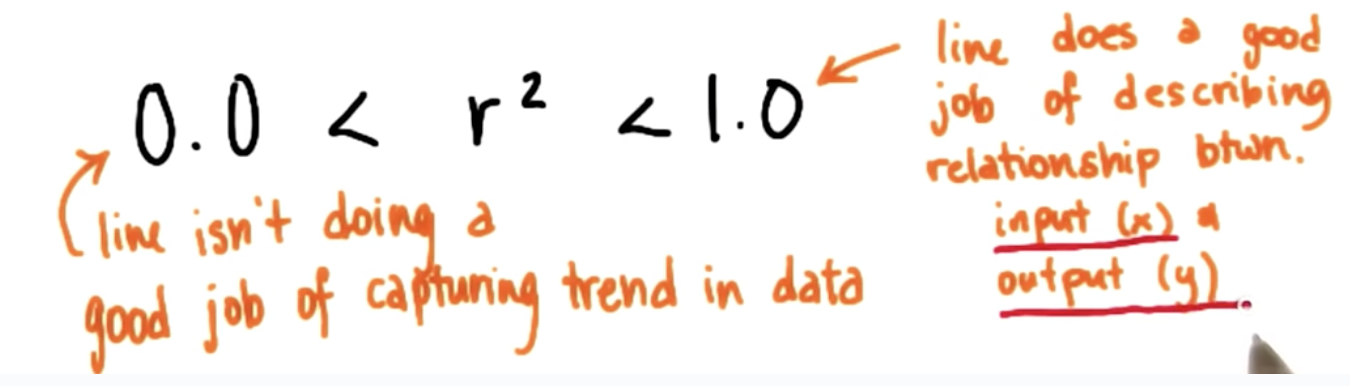 0.0 < r² < 1.0
line isn't doing a
good job of capturing trend in data
line does a good
job of describing
relationship btwn.
input (x) &
output (y)